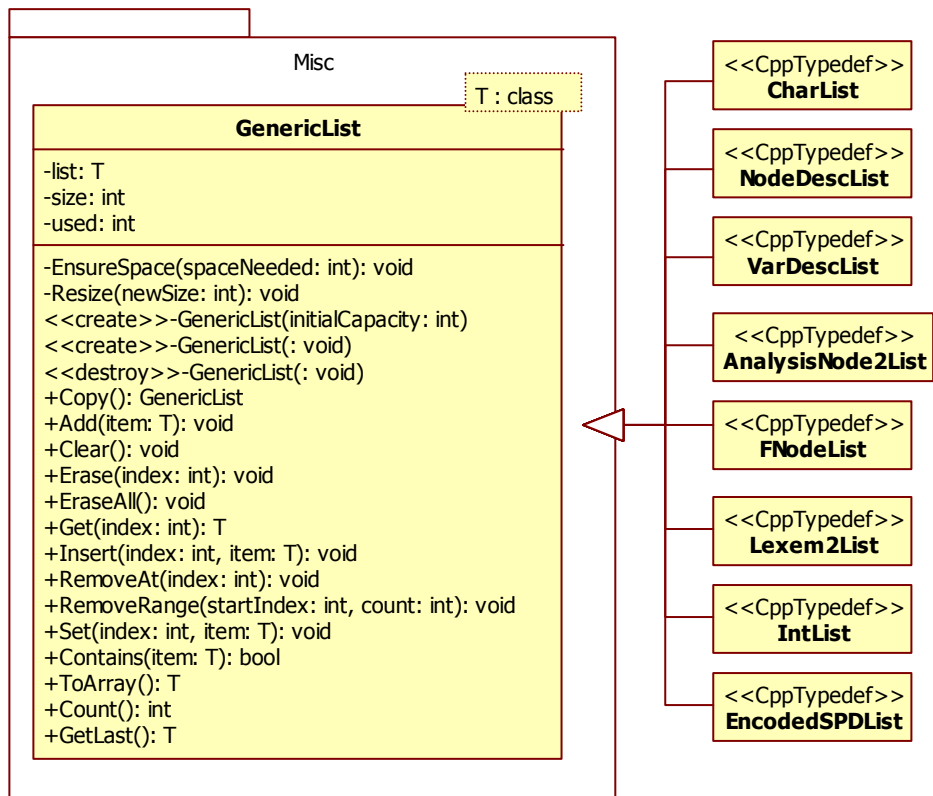 Misc
T : class
GenericList
-list: T
-size: int
-used: int
-EnsureSpace(spaceNeeded: int): void
-Resize(newSize: int): void
<<create>>-GenericList(initialCapacity: int)
<<create>>-GenericList(: void)
<<destroy>>-GenericList(: void)
+Copy(): GenericList
+Add(item: T): void
+Clear(): void
+Erase(index: int): void
+EraseAll(): void
+Get(index: int): T
+Insert(index: int, item: T): void
+RemoveAt(index: int): void
+RemoveRange(startIndex: int, count: int): void
+Set(index: int, item: T): void
+Contains(item: T): bool
+ToArray(): T
+Count(): int
+GetLast(): T
<<CppTypedef>>
CharList
<<CppTypedef>>
NodeDescList
<<CppTypedef>>
VarDescList
<<CppTypedef>>
AnalysisNode2List
<<CppTypedef>>
FNodeList
<<CppTypedef>>
Lexem2List
<<CppTypedef>>
IntList
<<CppTypedef>>
EncodedSPDList